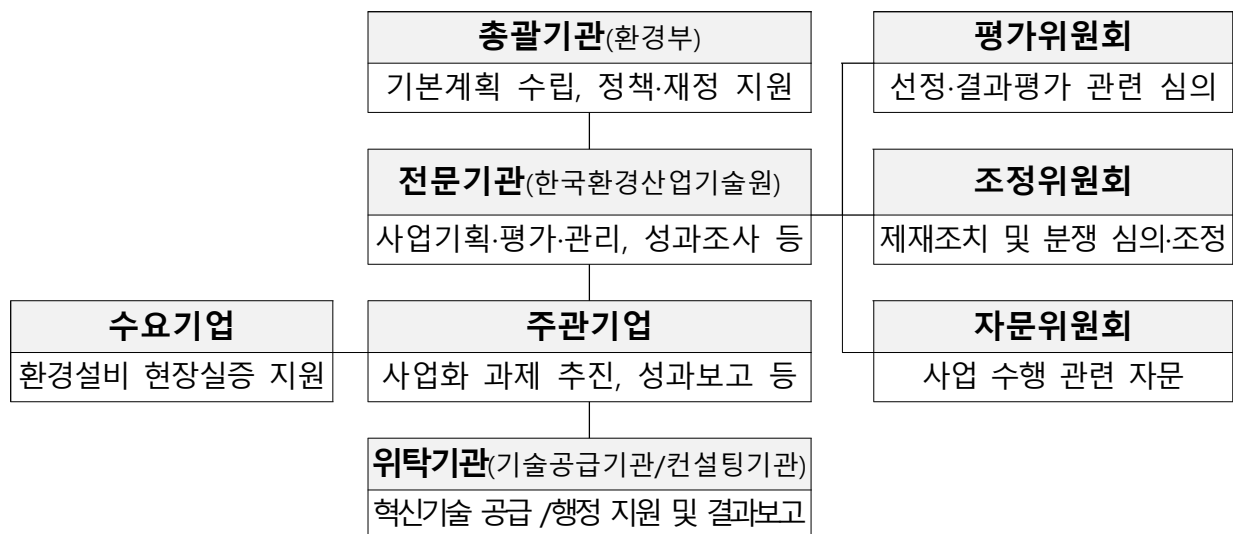 총괄기관(환경부)
기본계획 수립, 정책·재정 지원
평가위원회
선정·결과평가 관련 심의
전문기관(한국환경산업기술원)
사업기획·평가·관리, 성과조사 등
조정위원회
제재조치 및 분쟁 심의·조정
수요기업
환경설비 현장실증 지원
주관기업
사업화 과제 추진, 성과보고 등
자문위원회
사업 수행 관련 자문
위탁기관(기술공급기관/컨설팅기관)
혁신기술 공급 /행정 지원 및 결과보고